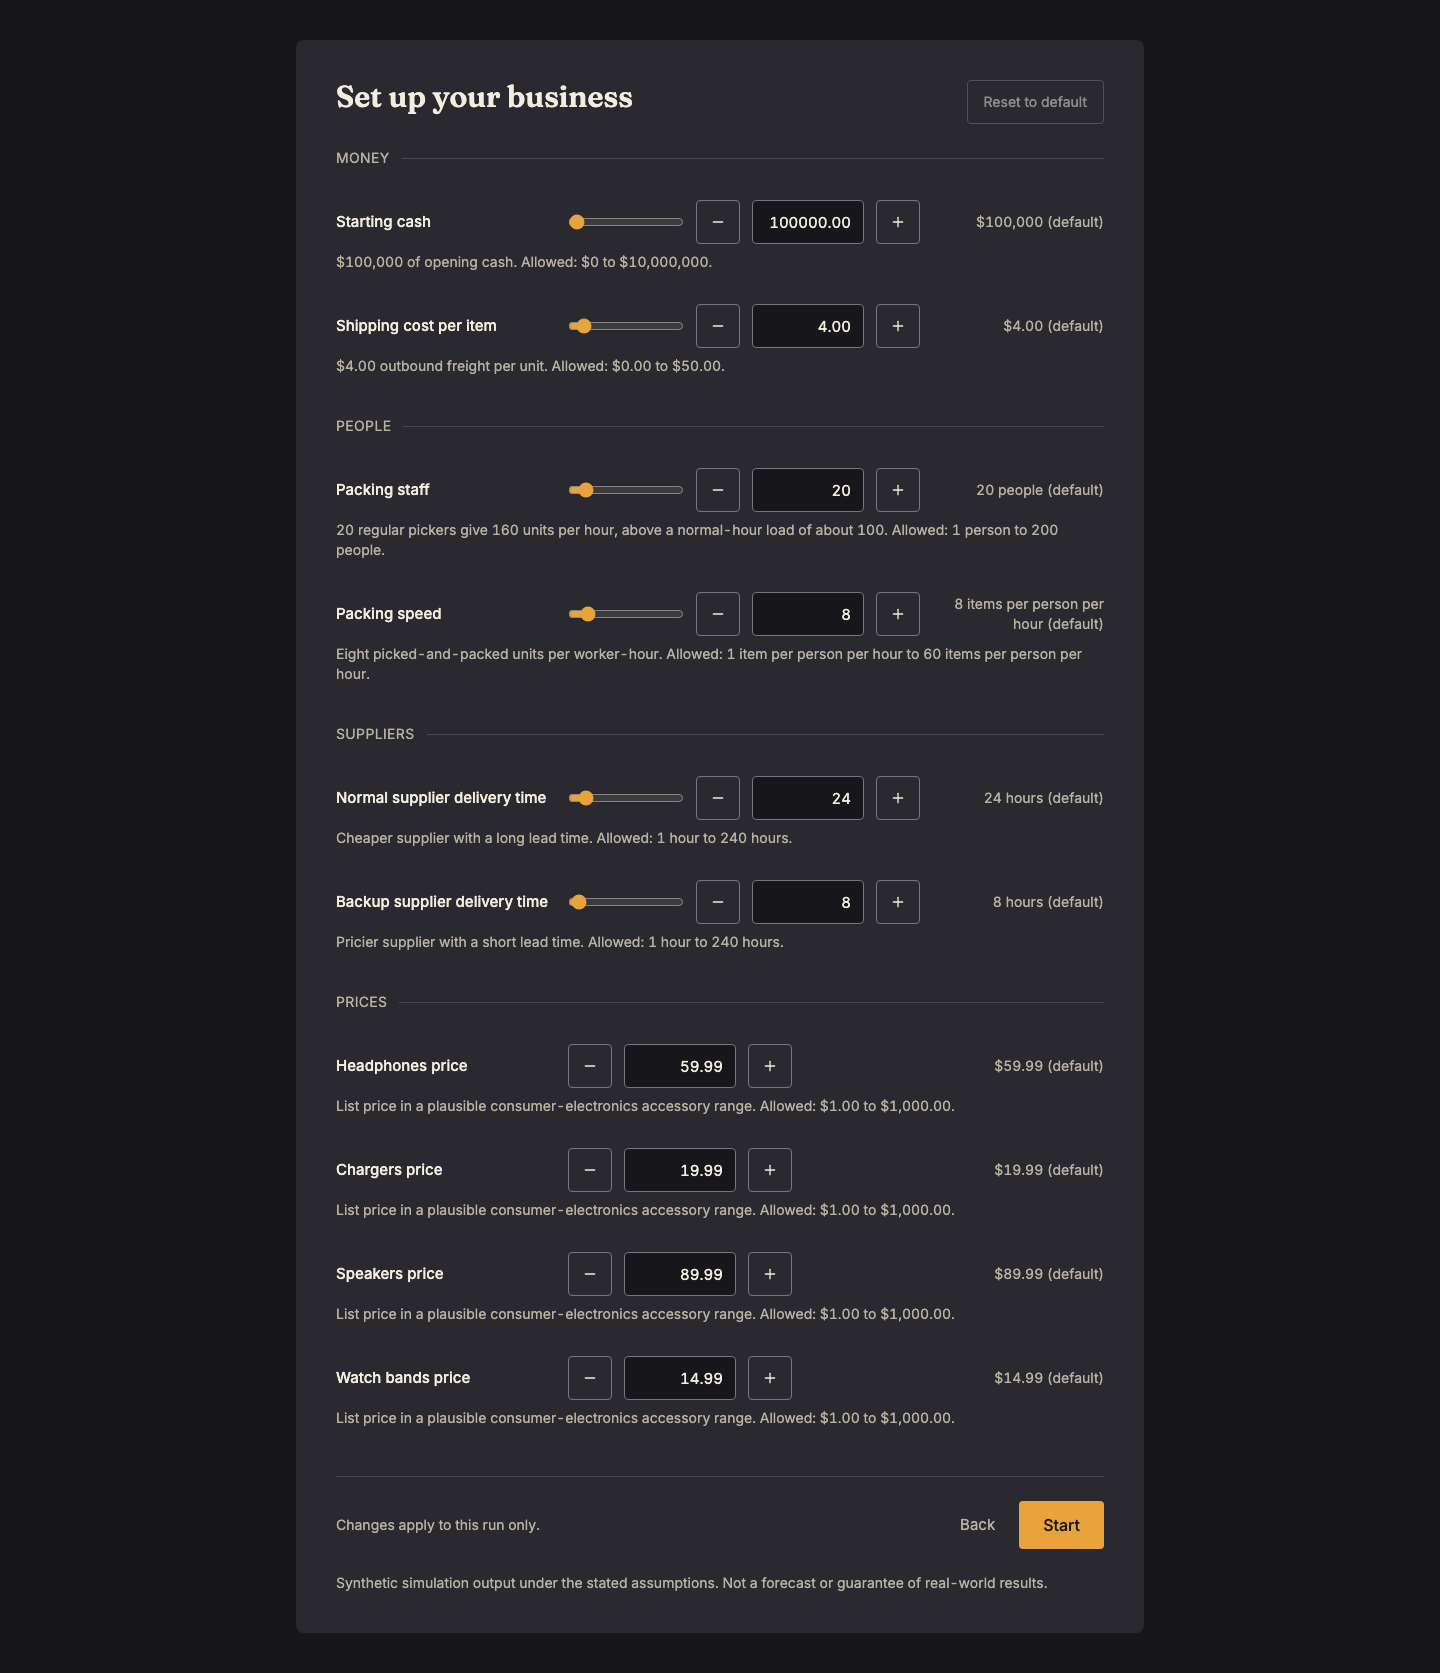 Set up your business
Reset to default
MONEY
Starting cash
−
100000.00
+
$100,000 (default)
$100,000 of opening cash. Allowed: $0 to $10,000,000.
Shipping cost per item
−
4.00
+
$4.00 (default)
$4.00 outbound freight per unit. Allowed: $0.00 to $50.00.
PEOPLE
Packing staff
−
20
+
20 people (default)
20 regular pickers give 160 units per hour, above a normal-hour load of about 100. Allowed: 1 person to 200
people.
Packing speed
−
8
+
8 items per person per
hour (default)
Eight picked-and-packed units per worker-hour. Allowed: 1 item per person per hour to 60 items per person per
hour.
SUPPLIERS
Normal supplier delivery time
−
24
+
24 hours (default)
Cheaper supplier with a long lead time. Allowed: 1 hour to 240 hours.
Backup supplier delivery time
−
8
+
8 hours (default)
Pricier supplier with a short lead time. Allowed: 1 hour to 240 hours.
PRICES
Headphones price
−
59.99
+
$59.99 (default)
List price in a plausible consumer-electronics accessory range. Allowed: $1.00 to $1,000.00.
Chargers price
−
19.99
+
$19.99 (default)
List price in a plausible consumer-electronics accessory range. Allowed: $1.00 to $1,000.00.
Speakers price
−
89.99
+
$89.99 (default)
List price in a plausible consumer-electronics accessory range. Allowed: $1.00 to $1,000.00.
Watch bands price
−
14.99
+
$14.99 (default)
List price in a plausible consumer-electronics accessory range. Allowed: $1.00 to $1,000.00.
Changes apply to this run only.
Back
Start
Synthetic simulation output under the stated assumptions. Not a forecast or guarantee of real-world results.